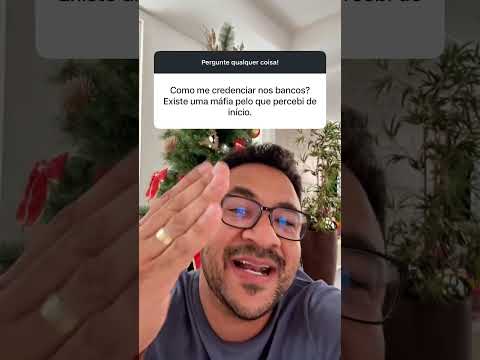 Pergunte qualquer coisa!
Como me credenciar nos bancos?
Existe uma máfia pelo que percebi de
início.